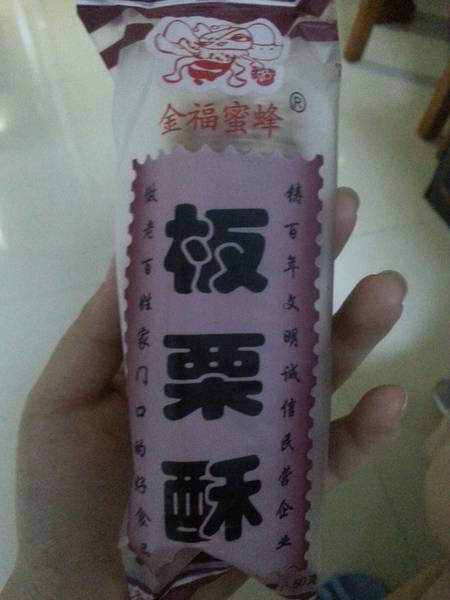 金福蜜蜂®
铸百年文明诚信民营企业
板栗酥
做老百姓家门口的好食品